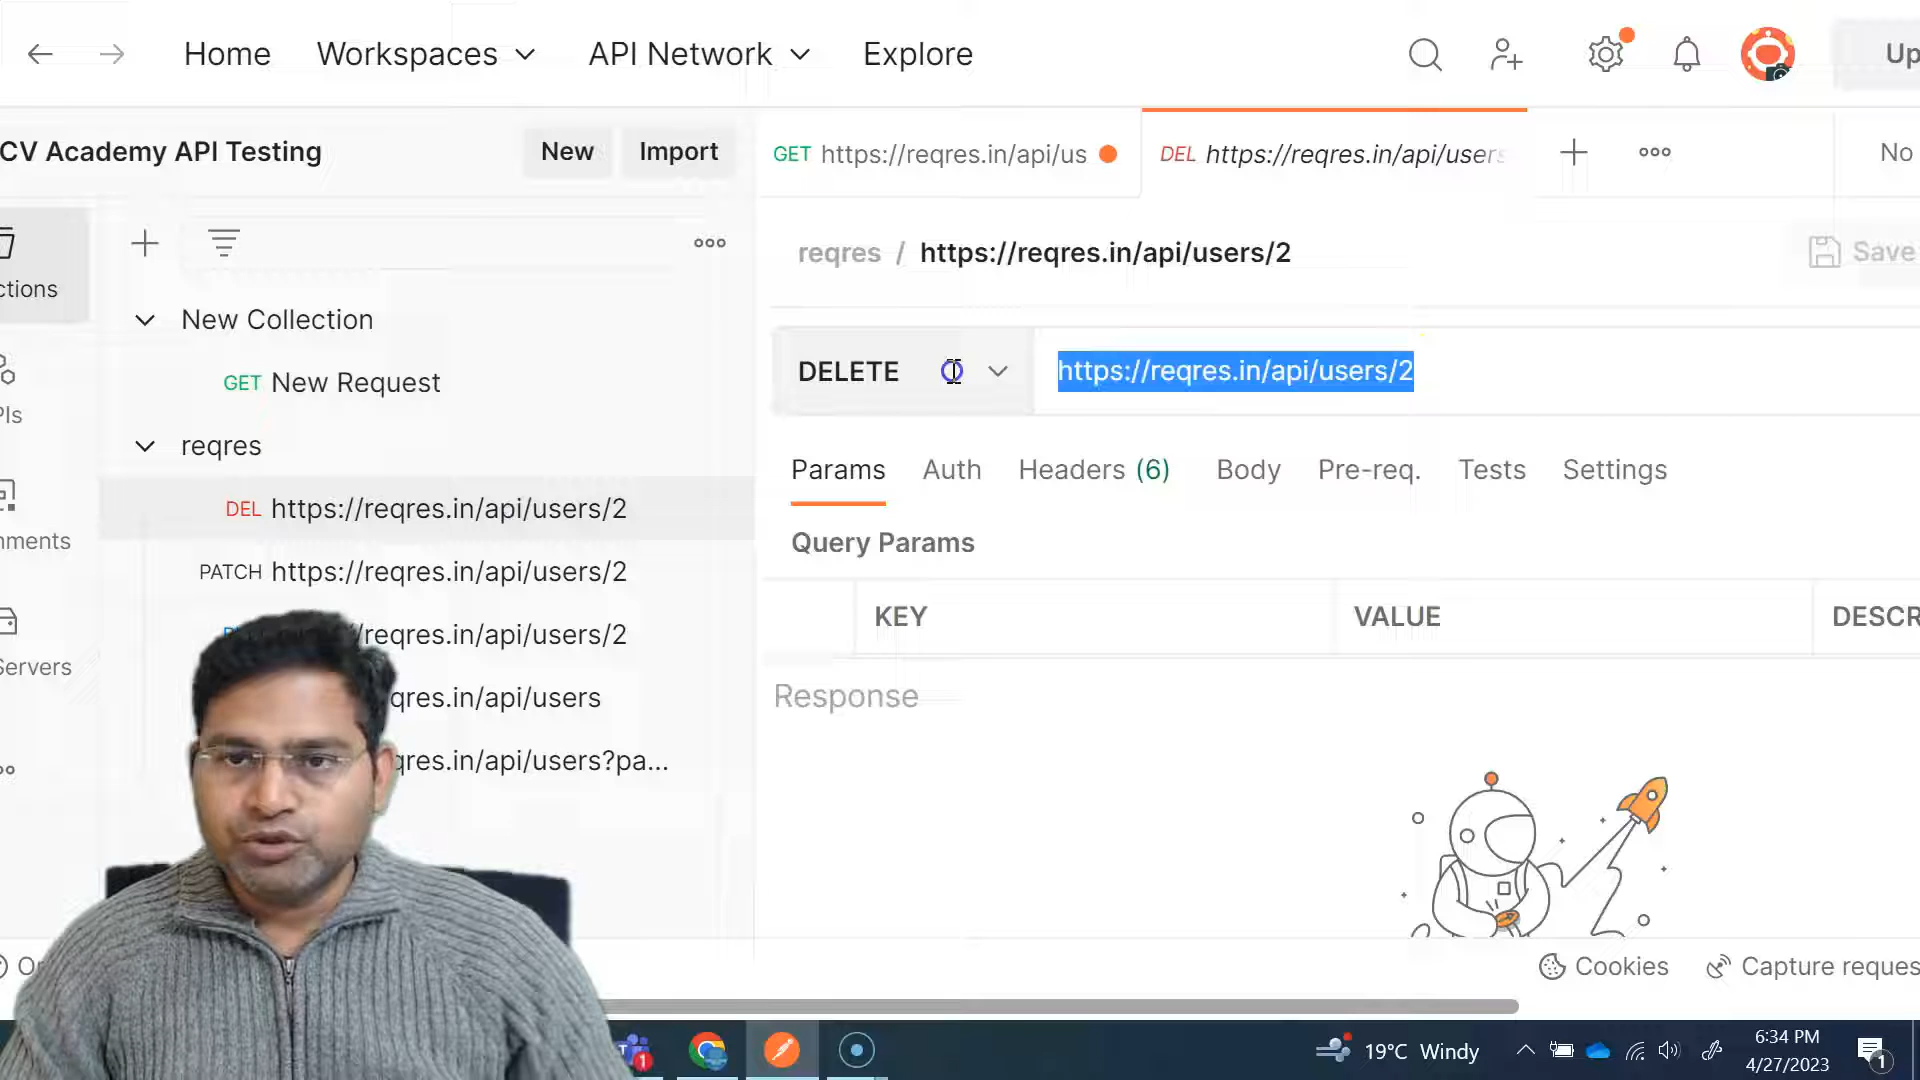 Home Workspaces API Network Explore Up
CV Academy API Testing New Import
GET https://reqres.in/api/us DEL https://reqres.in/api/users No
reqres / https://reqres.in/api/users/2 Save
ctions
New Collection
DELETE https://reqres.in/api/users/2
GET New Request
PIs
reqres
Params Auth Headers (6) Body Pre-req. Tests Settings
DEL https://reqres.in/api/users/2
nments
Query Params
PATCH https://reqres.in/api/users/2
KEY VALUE DESCR
/reqres.in/api/users/2
Servers
Response
qres.in/api/users
qres.in/api/users?pa...
Cookies Capture reques
19°C Windy
6:34 PM
4/27/2023
1
1